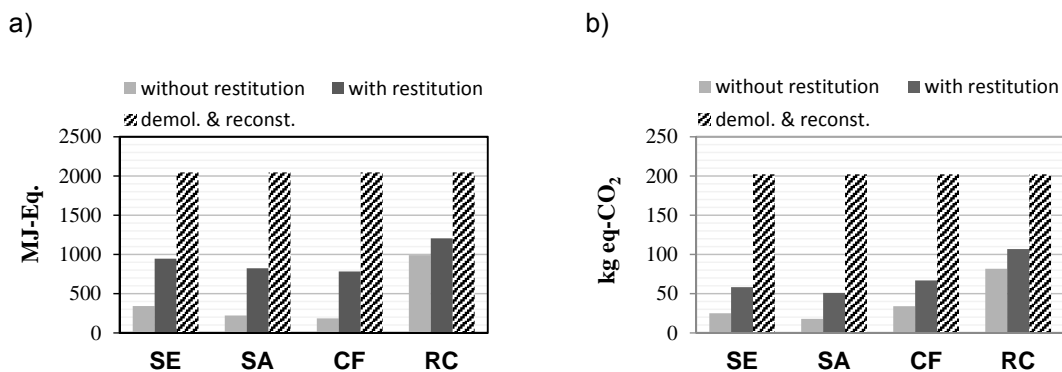 a)
without restitution with restitution
demol. & reconst.
2500
2000
1500
1000
500
0
MJ-Eq.
SE SA CF RC
b)
without restitution with restitution
demol. & reconst.
250
200
150
100
50
0
kg eq-CO₂
SE SA CF RC